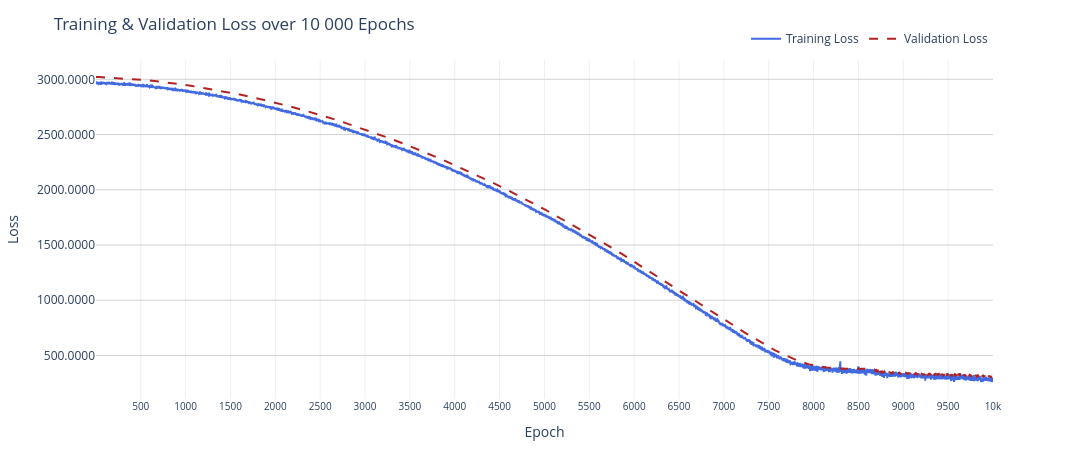 Training & Validation Loss over 10 000 Epochs
Training Loss Validation Loss
3000.0000
2500.0000
2000.0000
1500.0000
1000.0000
500.0000
Loss
500 1000 1500 2000 2500 3000 3500 4000 4500 5000 5500 6000 6500 7000 7500 8000 8500 9000 9500 10k
Epoch